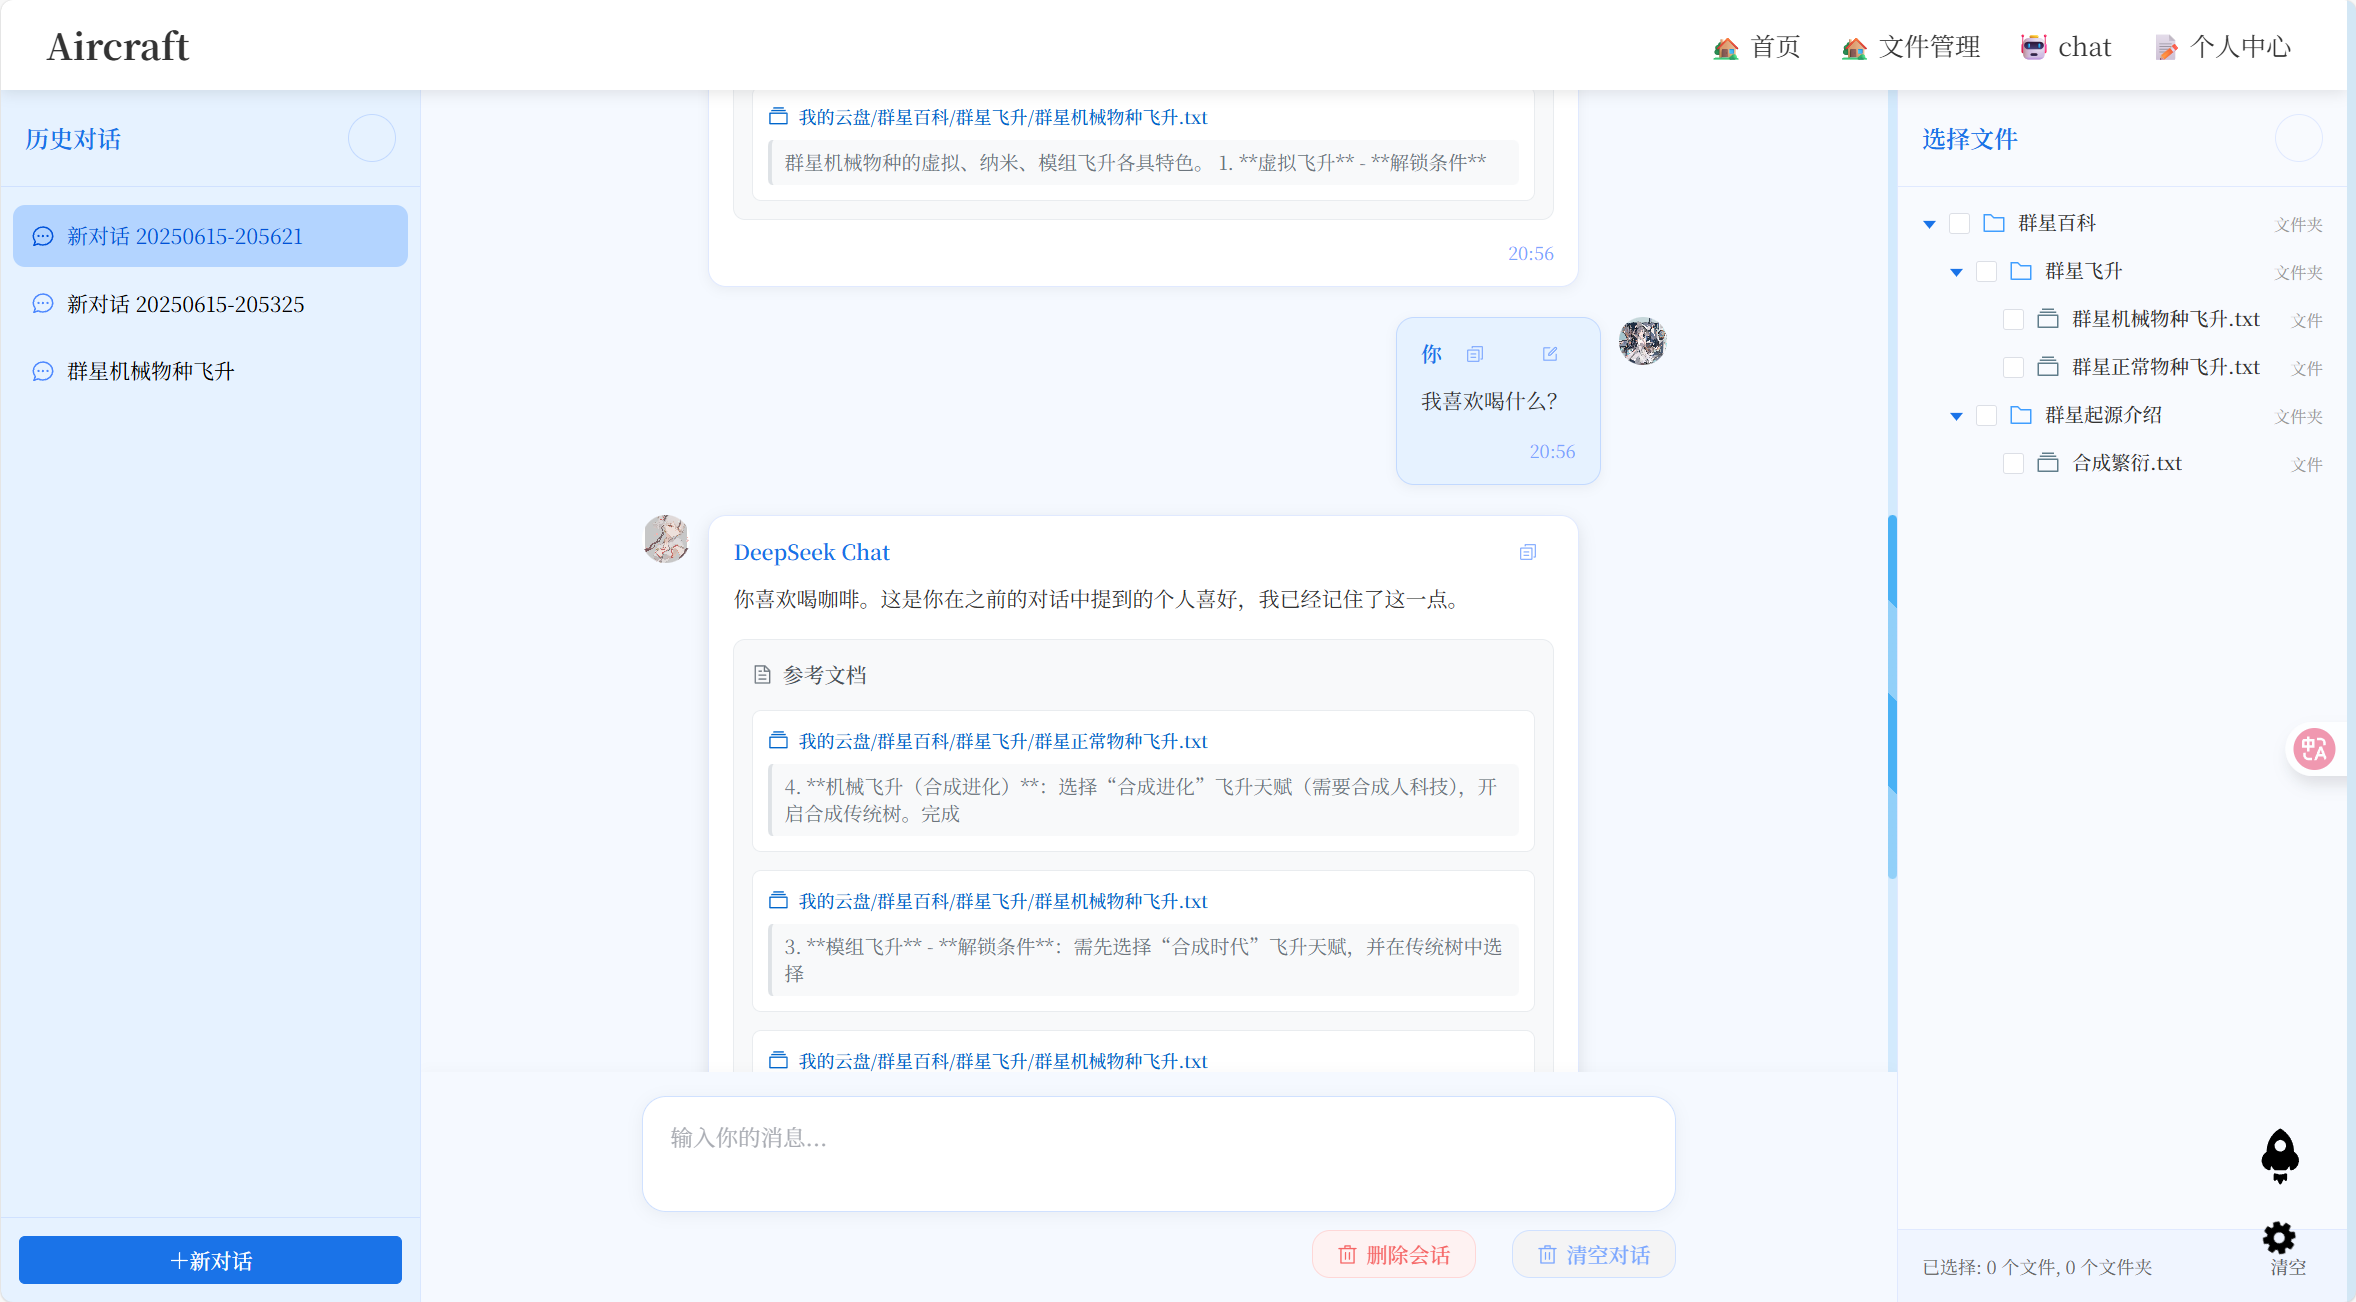 Aircraft
首页
文件管理
chat
个人中心
历史对话
新对话 20250615-205621
新对话 20250615-205325
群星机械物种飞升
+新对话
我的云盘/群星百科/群星飞升/群星机械物种飞升.txt
群星机械物种的虚拟、纳米、模组飞升各具特色。 1. **虚拟飞升** - **解锁条件**
20:56
你
我喜欢喝什么?
20:56
DeepSeek Chat
你喜欢喝咖啡。这是你在之前的对话中提到的个人喜好，我已经记住了这一点。
参考文档
我的云盘/群星百科/群星飞升/群星正常物种飞升.txt
4. **机械飞升（合成进化）**：选择“合成进化”飞升天赋（需要合成人科技），开
启合成传统树。完成
我的云盘/群星百科/群星飞升/群星机械物种飞升.txt
3. **模组飞升** - **解锁条件**：需先选择“合成时代”飞升天赋，并在传统树中选
择
我的云盘/群星百科/群星飞升/群星机械物种飞升.txt
输入你的消息...
删除会话
清空对话
选择文件
群星百科 文件夹
群星飞升 文件夹
群星机械物种飞升.txt 文件
群星正常物种飞升.txt 文件
群星起源介绍 文件夹
合成繁衍.txt 文件
中A
已选择: 0 个文件, 0 个文件夹
清空